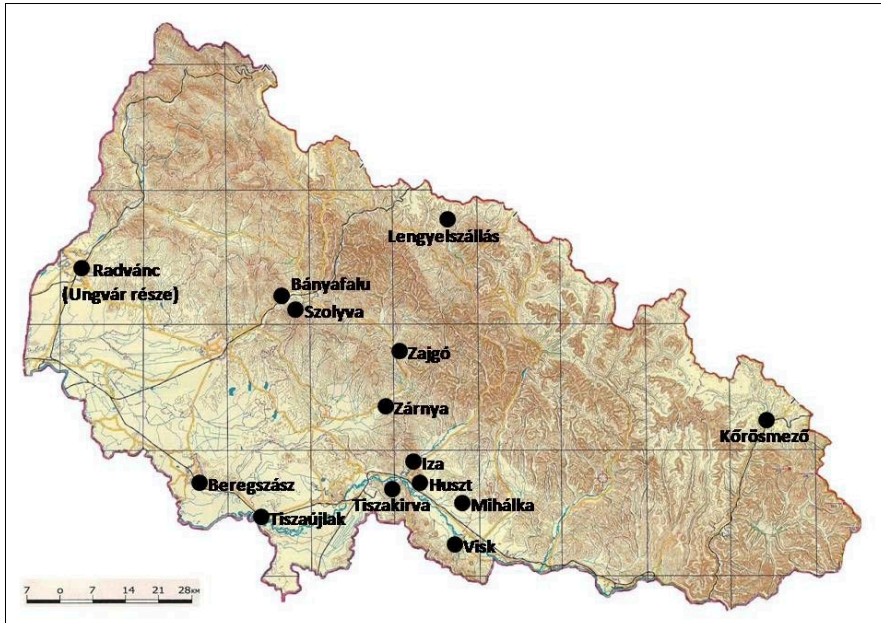 Lengyelszállás
Radvánc
(Ungvár része)
Bányafalu
Szolyva
Zajgó
Zárnya
Kőrösmező
Iza
Beregszász
Huszt
Tiszakirva
Mihálka
Tiszaújlak
Visk
7 0 7 14 21 28км